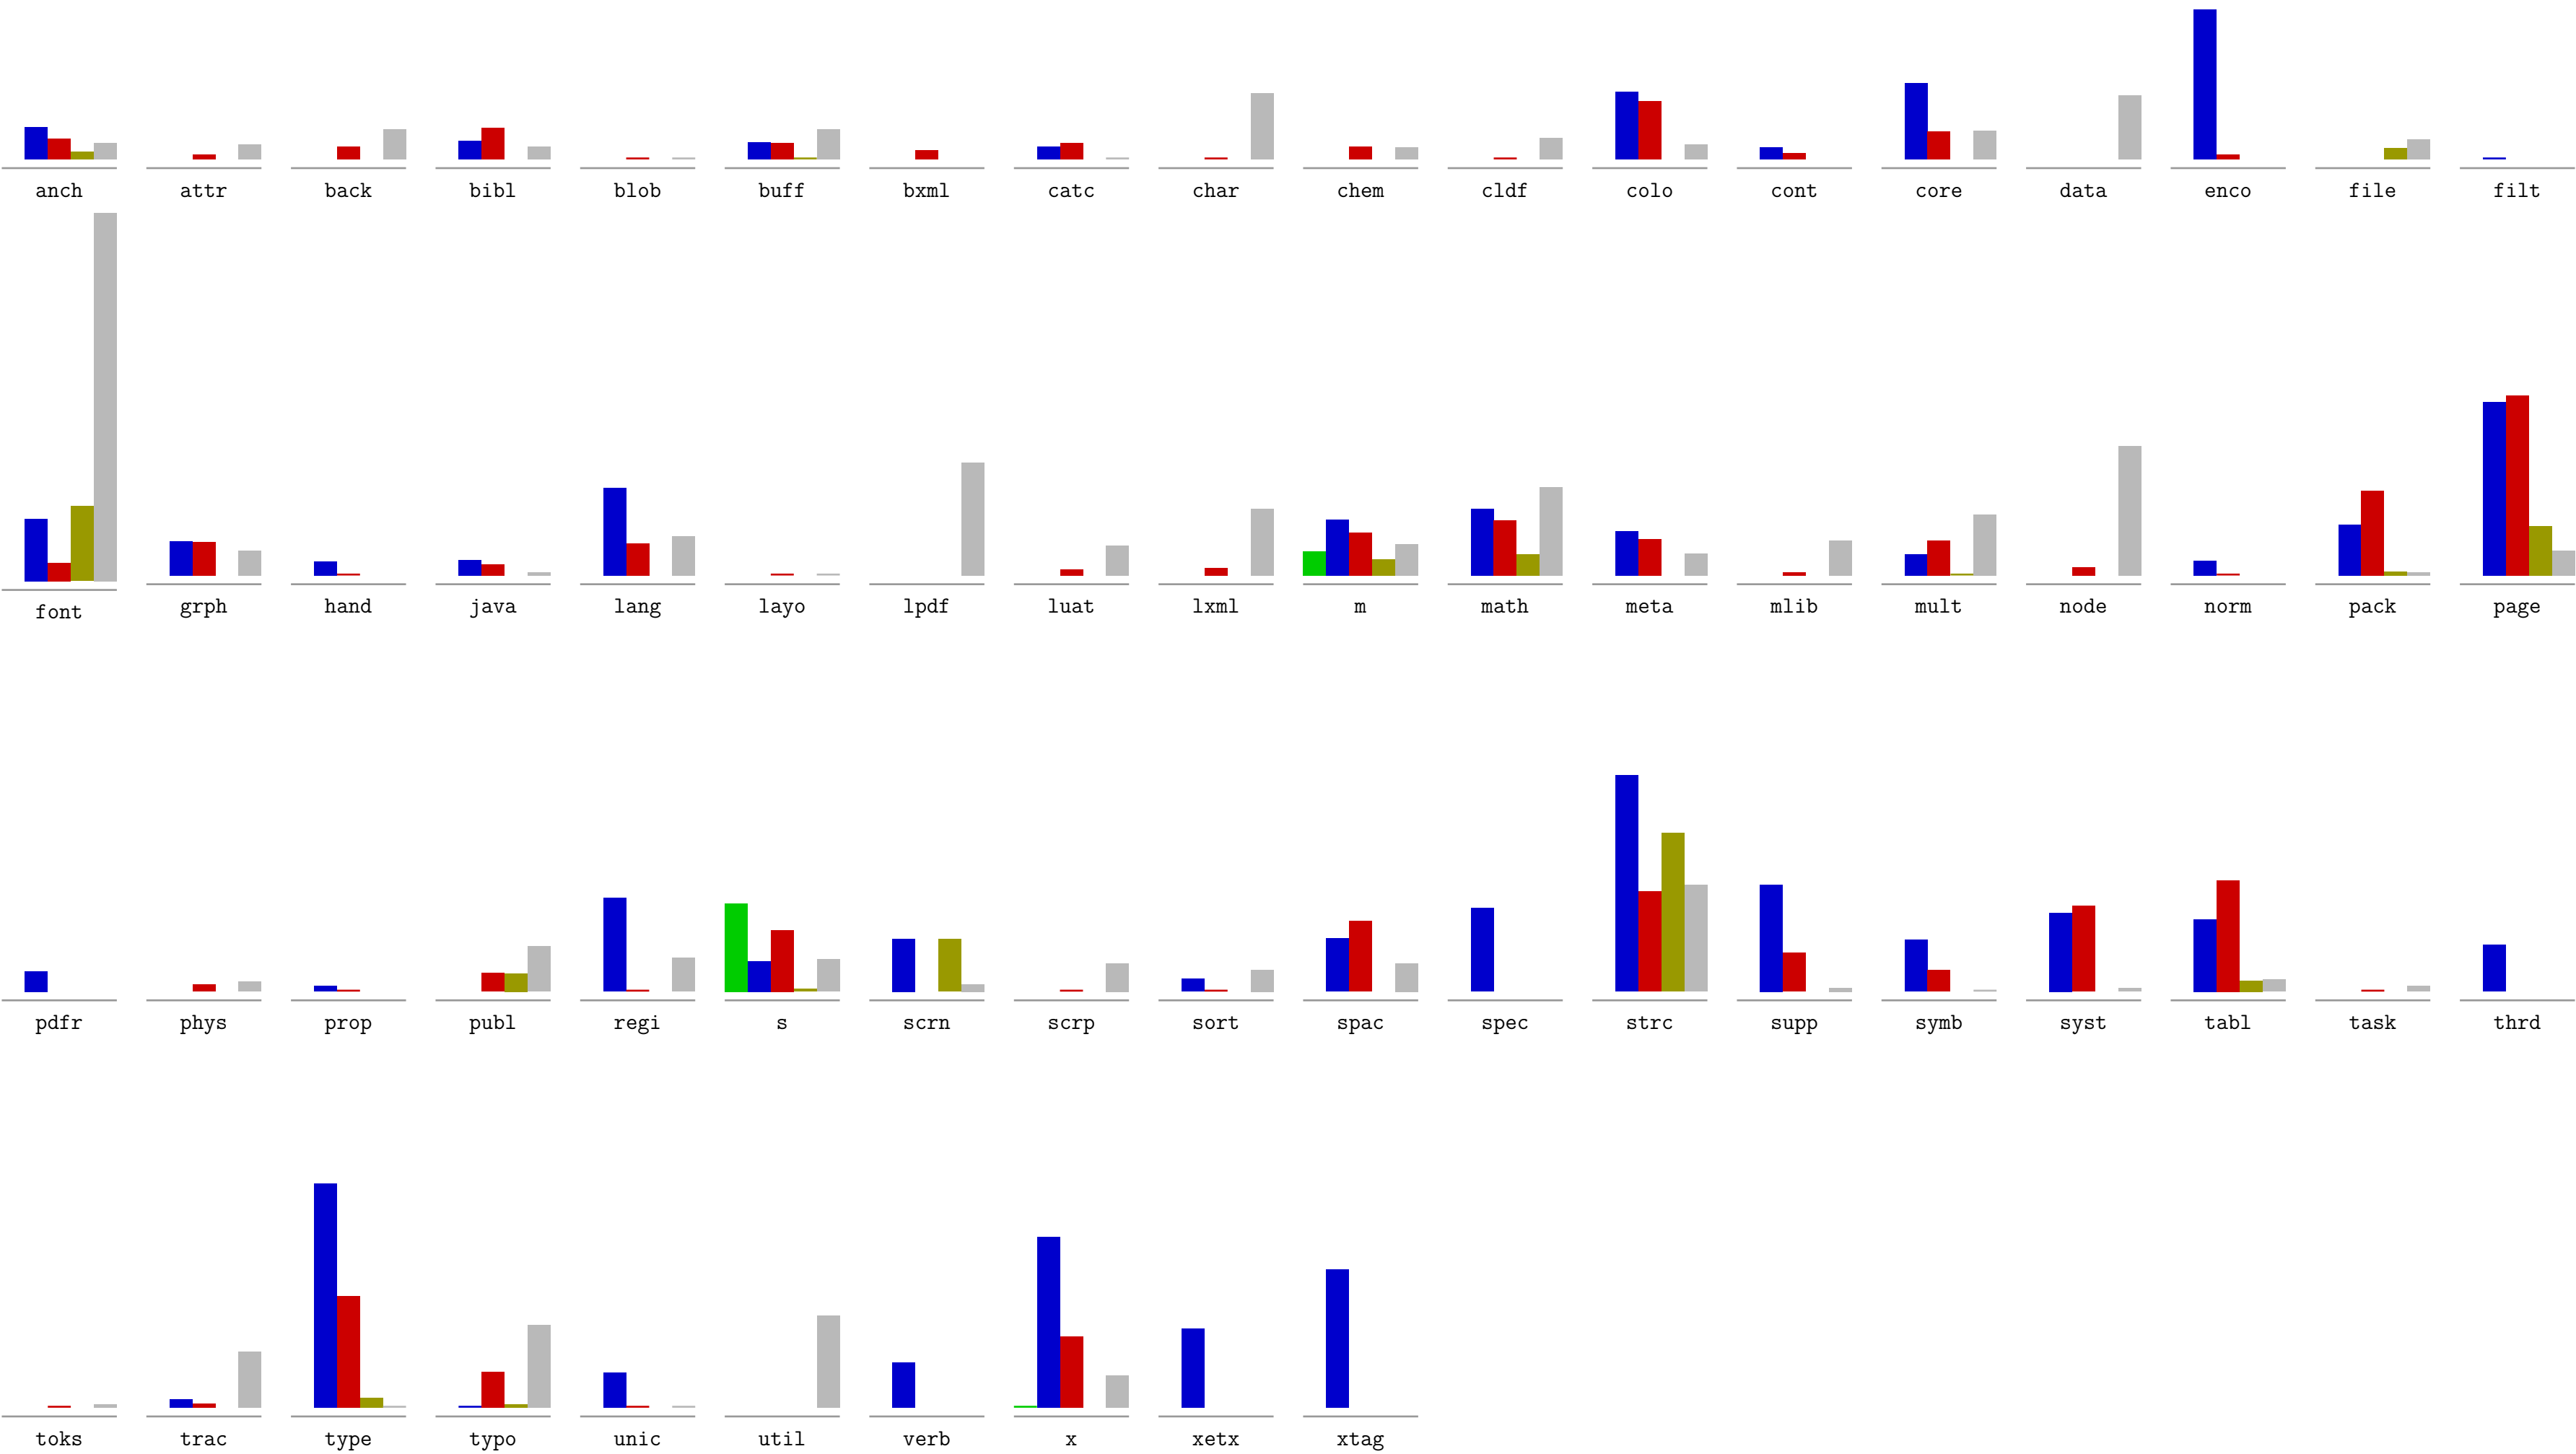 anch attr back bibl blob buff bxml catc char chem cldf colo cont core data enco file filt
font grph hand java lang layo lpdf luat lxml m math meta mlib mult node norm pack page
pdfr phys prop publ regi s scrn scrp sort spac spec strc supp symb syst tabl task thrd
toks trac type typo unic util verb x xetx xtag